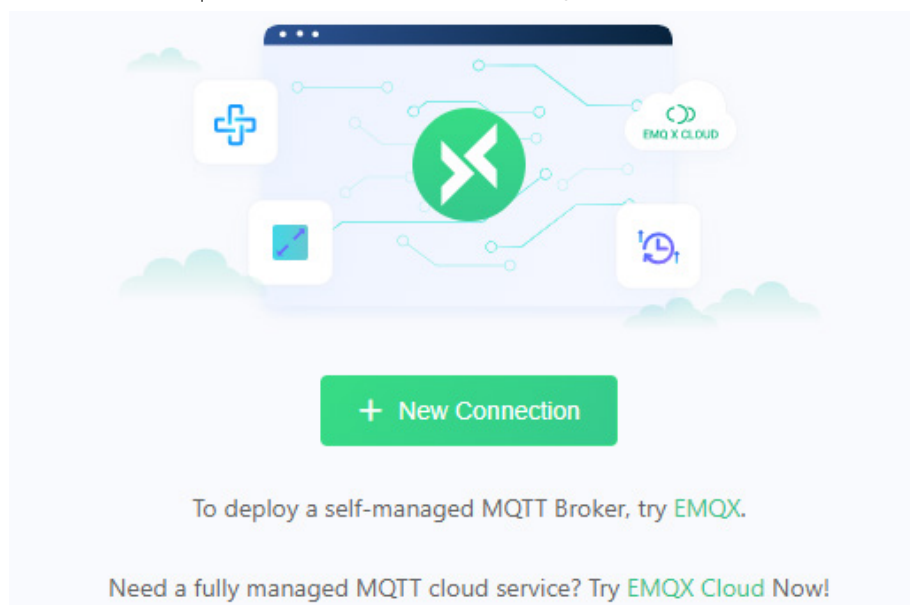 EMQ X CLOUD
+ New Connection
To deploy a self-managed MQTT Broker, try EMQX.
Need a fully managed MQTT cloud service? Try EMQX Cloud Now!